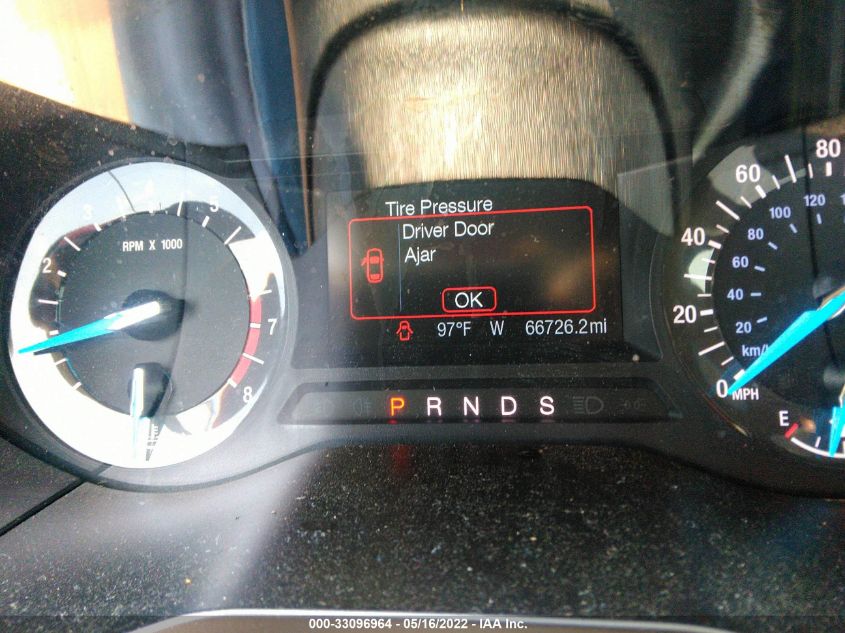 Tire Pressure
Driver Door
Ajar
OK
97°F W 66726.2mi
P R N D S
RPM X 1000
2
3
4
5
7
8
80
60
40
20
0
MPH
120
100
80
60
40
20
km/
E
000-33096964 - 05/16/2022 - IAA Inc.